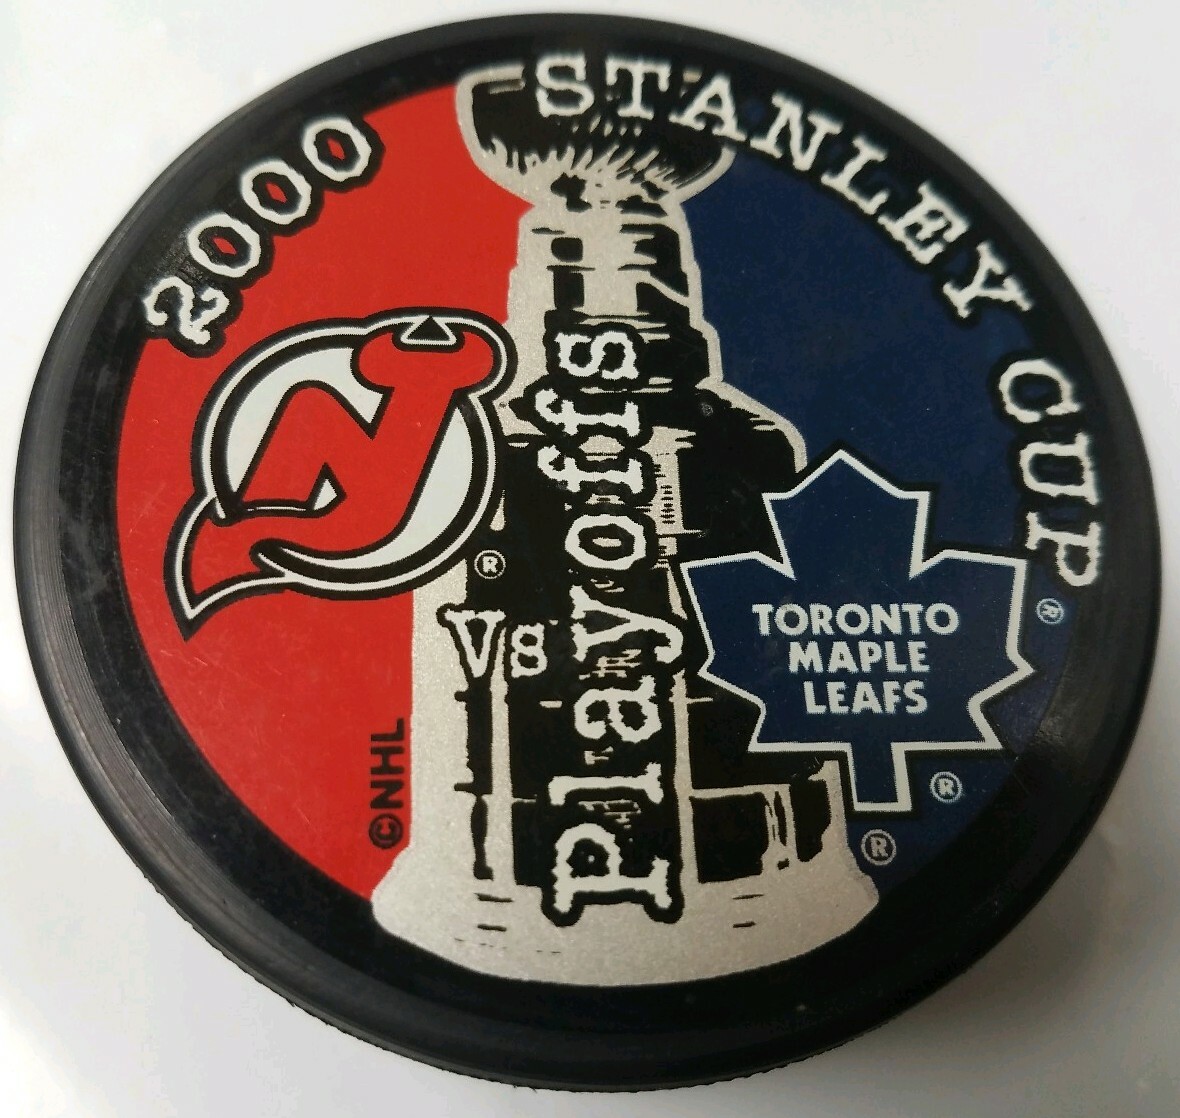 2000 STANLEY CUP ®
Playoffs
®
Vs
TORONTO
MAPLE
LEAFS
®
®
©NHL